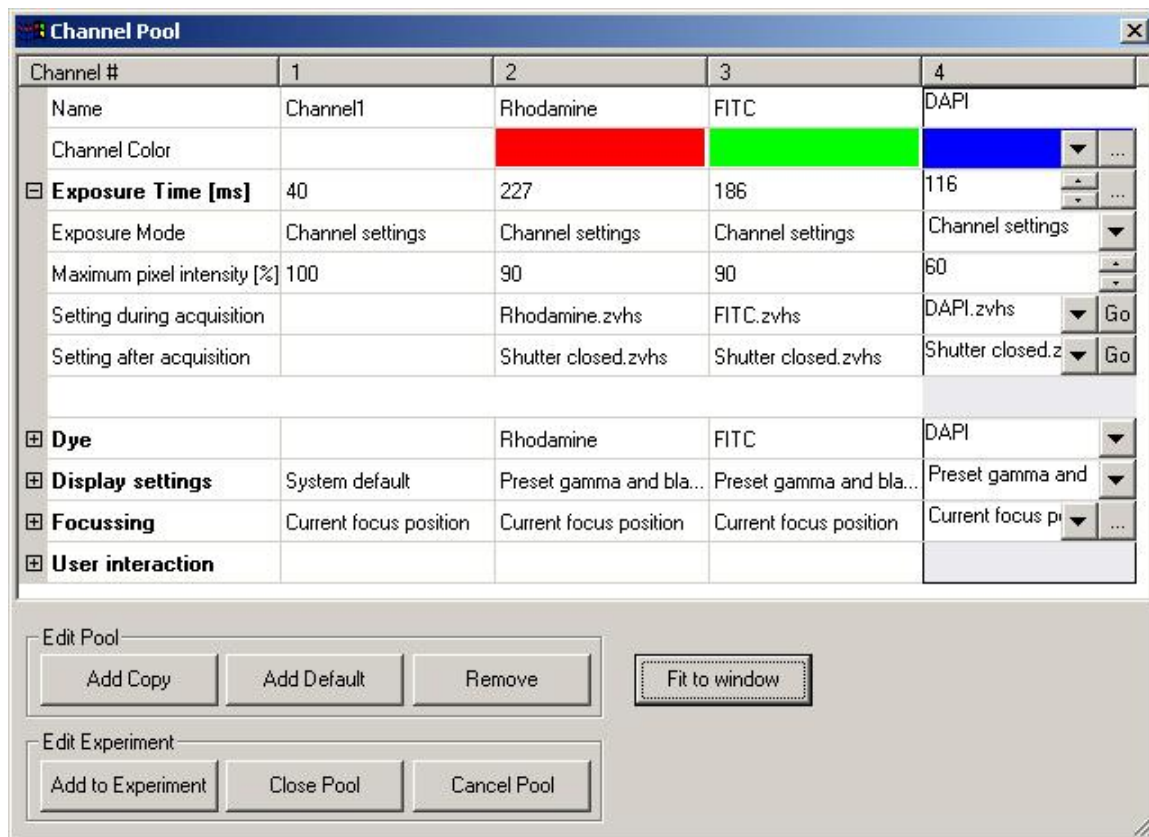 Channel Pool
Channel # 1 2 3 4
Name Channel1 Rhodamine FITC DAPI
Channel Color ...
Exposure Time [ms] 40 227 186 116 ...
Exposure Mode Channel settings Channel settings Channel settings Channel settings
Maximum pixel intensity [%] 100 90 90 60
Setting during acquisition Rhodamine.zvhs FITC.zvhs DAPI.zvhs Go
Setting after acquisition Shutter closed.zvhs Shutter closed.zvhs Shutter closed.z Go
Dye Rhodamine FITC DAPI
Display settings System default Preset gamma and bla... Preset gamma and bla... Preset gamma and
Focussing Current focus position Current focus position Current focus position Current focus p ...
User interaction
Edit Pool
Add Copy Add Default Remove Fit to window
Edit Experiment
Add to Experiment Close Pool Cancel Pool